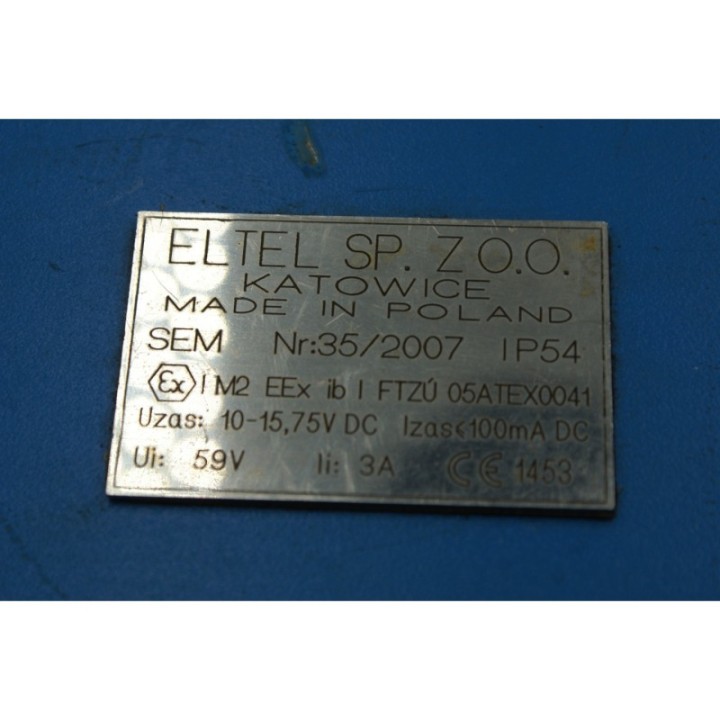 ELTEL SP. Z O.O.
KATOWICE
MADE IN POLAND
SEM Nr:35/2007 IP54
Ex I M2 EEx ib I FTZÚ 05ATEX0041
Uzas: 10-15,75V DC Izas<100mA DC
Ui: 59V Ii: 3A CE 1453